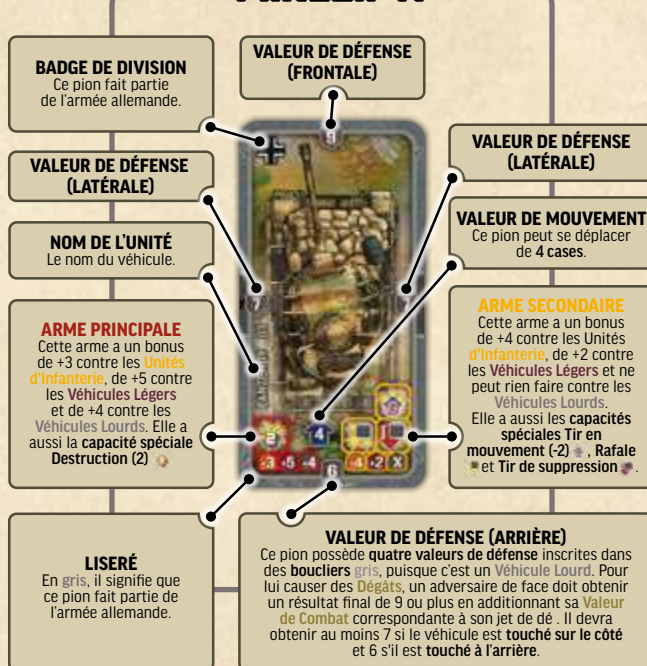 BADGE DE DIVISION
Ce pion fait partie
de l'armée allemande.
VALEUR DE DÉFENSE
(FRONTALE)
VALEUR DE DÉFENSE
(LATÉRALE)
VALEUR DE DÉFENSE
(LATÉRALE)
NOM DE L'UNITÉ
Le nom du véhicule.
VALEUR DE MOUVEMENT
Ce pion peut se déplacer
de 4 cases.
ARME PRINCIPALE
Cette arme a un bonus
de +3 contre les Unités
d'Infanterie, de +5 contre
les Véhicules Légers
et de +4 contre les
Véhicules Lourds. Elle a
aussi la capacité spéciale
Destruction (2)
ARME SECONDAIRE
Cette arme a un bonus
de +4 contre les Unités
d'Infanterie, de +2 contre
les Véhicules Légers et ne
peut rien faire contre les
Véhicules Lourds.
Elle a aussi les capacités
spéciales Tir en
mouvement (-2) , Rafale
et Tir de suppression .
7
2
4
+3 +5 +4
+4 +2 X
6
LISERÉ
En gris, il signifie que
ce pion fait partie de
l'armée allemande.
VALEUR DE DÉFENSE (ARRIÈRE)
Ce pion possède quatre valeurs de défense inscrites dans
des boucliers gris, puisque c'est un Véhicule Lourd. Pour
lui causer des Dégâts, un adversaire de face doit obtenir
un résultat final de 9 ou plus en additionnant sa Valeur
de Combat correspondante à son jet de dé . Il devra
obtenir au moins 7 si le véhicule est touché sur le côté
et 6 s'il est touché à l'arrière.